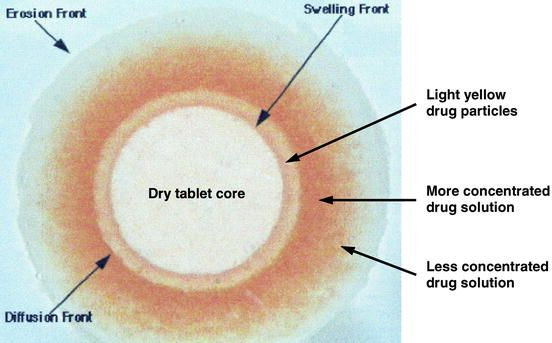 Erosion Front
Swelling Front
Light yellow
drug particles
Dry tablet core
More concentrated
drug solution
Less concentrated
drug solution
Diffusion Front